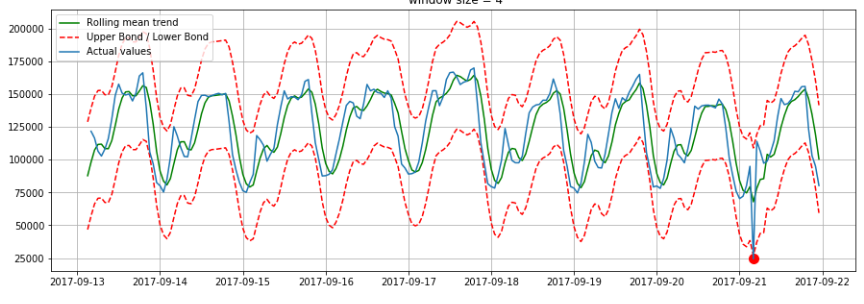 window size = 4
Rolling mean trend
Upper Bond / Lower Bond
Actual values
200000
175000
150000
125000
100000
75000
50000
25000
2017-09-13 2017-09-14 2017-09-15 2017-09-16 2017-09-17 2017-09-18 2017-09-19 2017-09-20 2017-09-21 2017-09-22